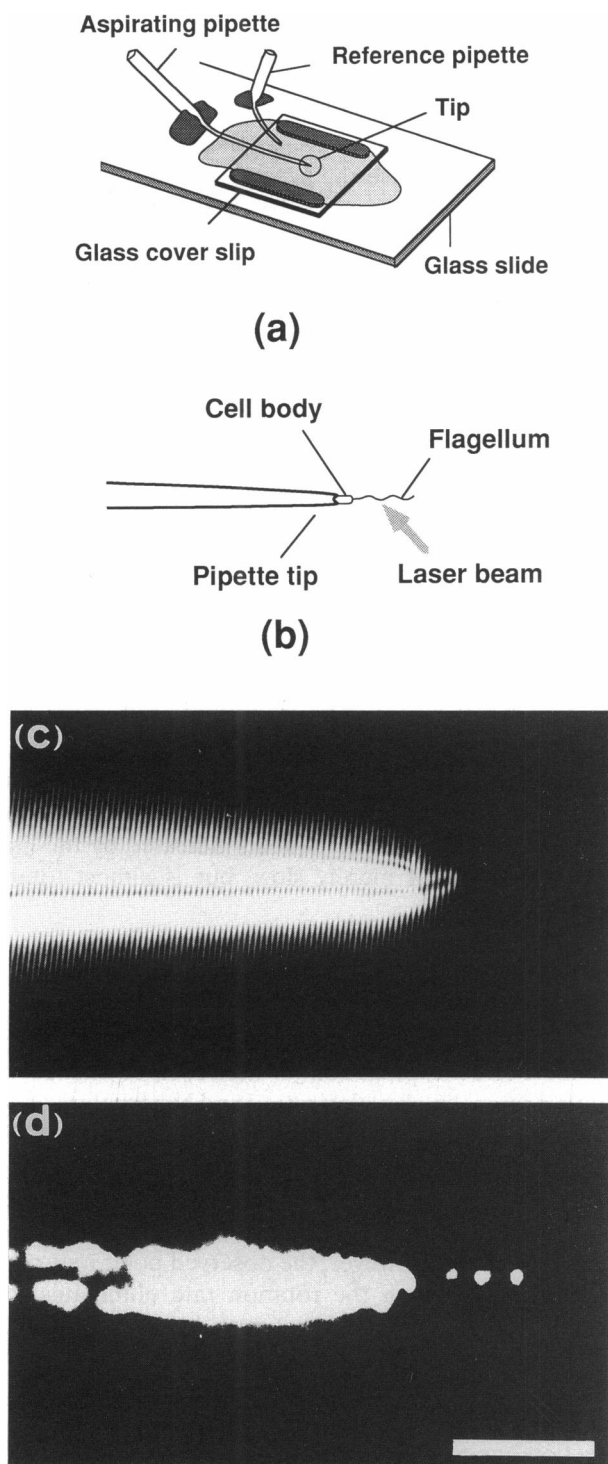 Aspirating pipette
Reference pipette
Tip
Glass cover slip
Glass slide
(a)
Cell body
Flagellum
Pipette tip
Laser beam
(b)
(c)
(d)